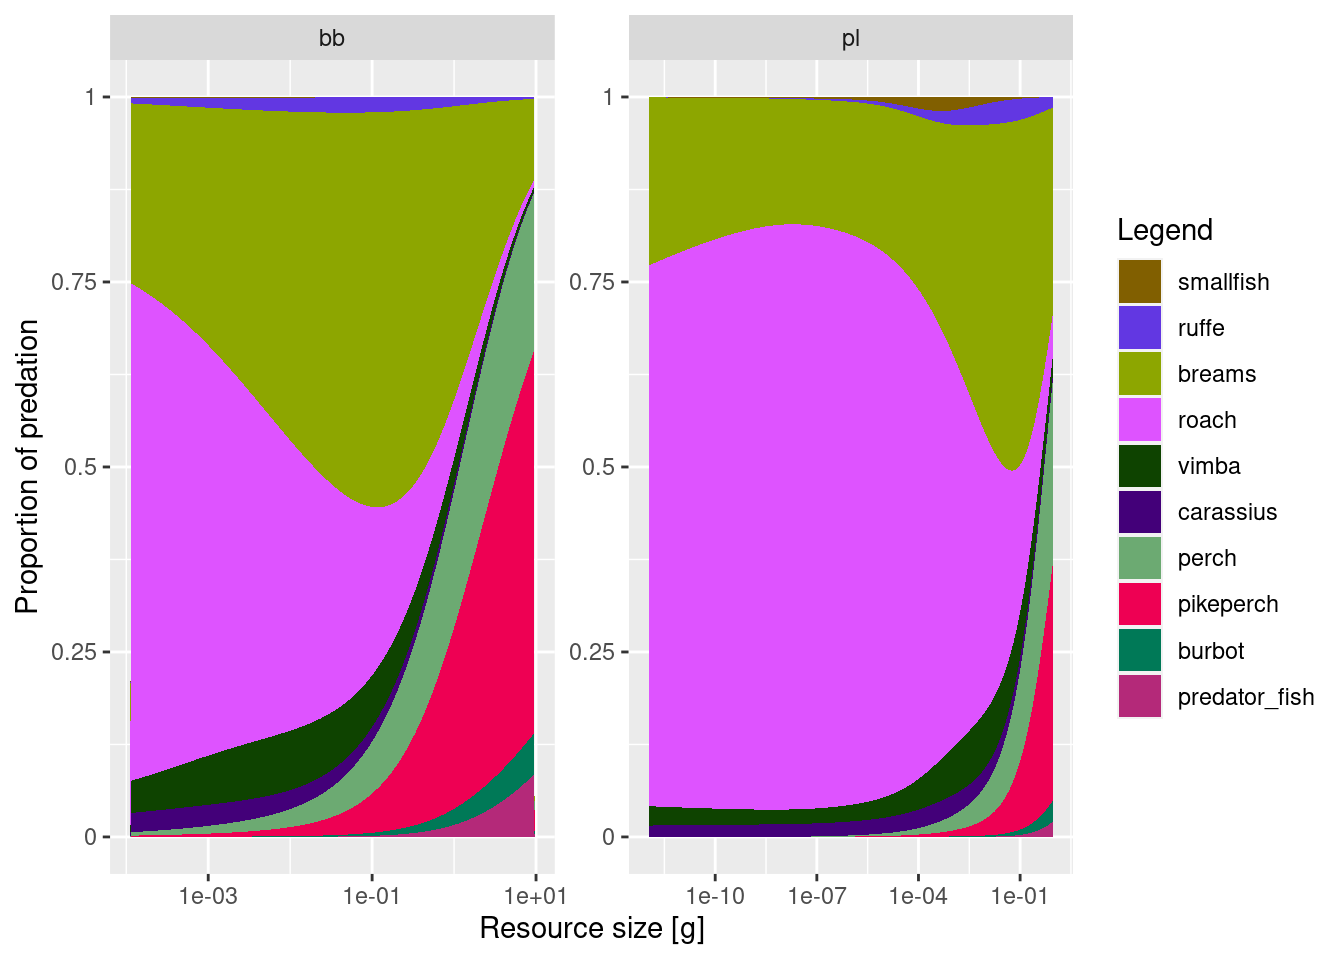 bb
pl
Proportion of predation
1
0.75
0.5
0.25
0
1
0.75
0.5
0.25
0
1e-03
1e-01
1e+01
1e-10
1e-07
1e-04
1e-01
Resource size [g]
Legend
smallfish
ruffe
breams
roach
vimba
carassius
perch
pikeperch
burbot
predator_fish